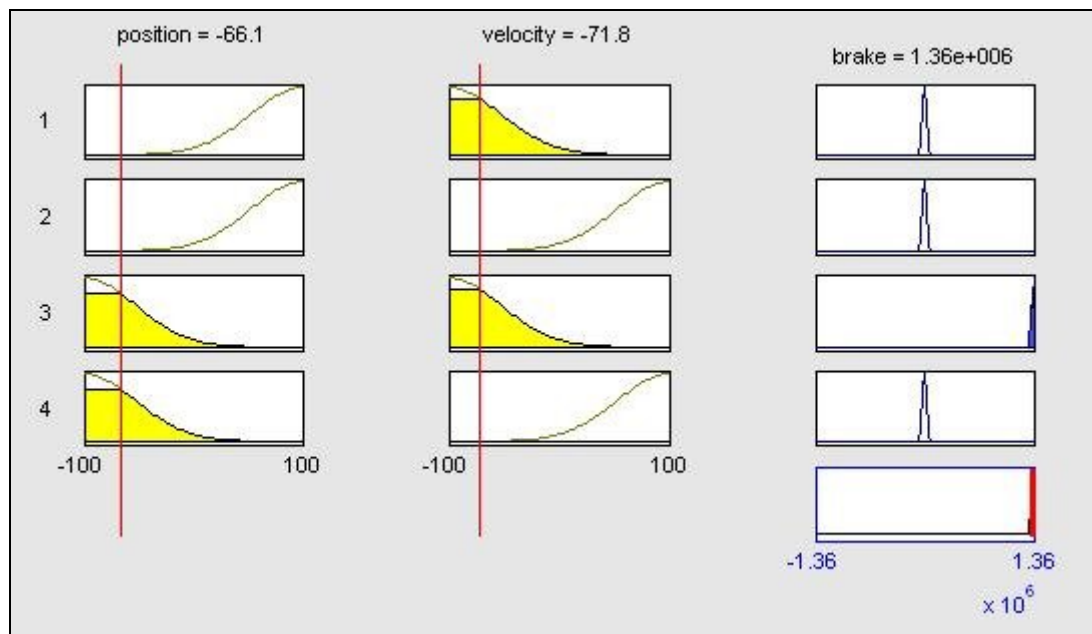 position = -66.1
velocity = -71.8
brake = 1.36e+006
1
2
3
4
-100
100
-100
100
-1.36
1.36
x 10^6